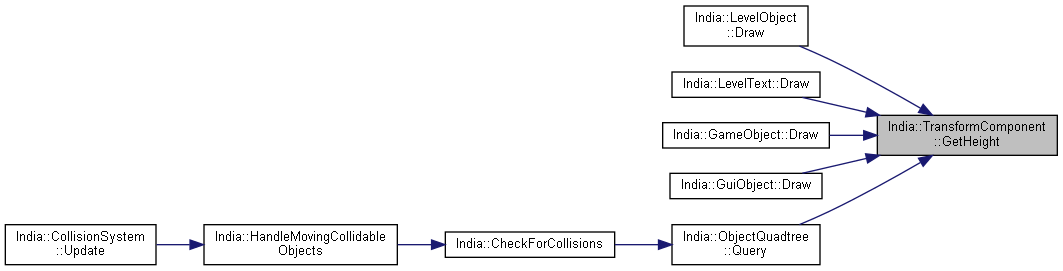 India::LevelObject
::Draw
India::LevelText::Draw
India::TransformComponent
::GetHeight
India::GameObject::Draw
India::GuiObject::Draw
India::CollisionSystem
::Update
India::HandleMovingCollidable
Objects
India::CheckForCollisions
India::ObjectQuadtree
::Query